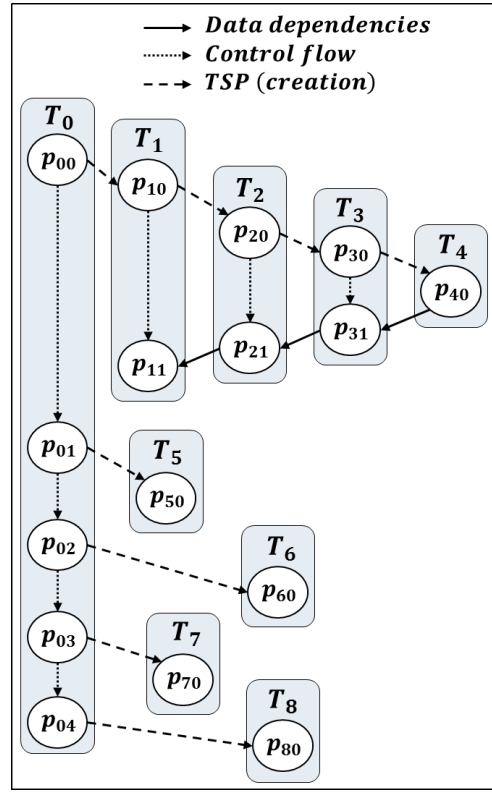 Data dependencies
Control flow
TSP (creation)
T0
p00
T1
p10
T2
p20
T3
p30
T4
p40
p31
p21
p11
p01
T5
p50
p02
T6
p60
p03
T7
p70
p04
T8
p80